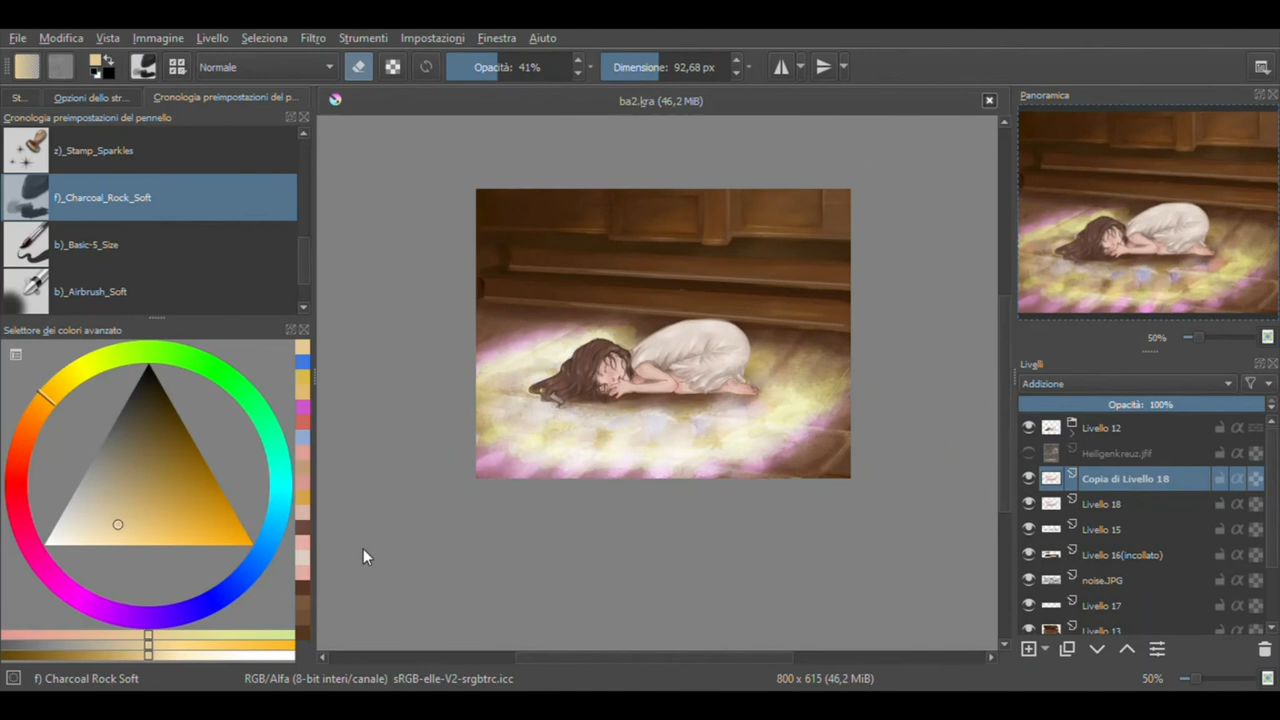 File Modifica Vista Immagine Livello Seleziona Filtro Strumenti Impostazioni Finestra Aiuto
Normale Opacità: 41% Dimensione: 92,68 px
St... Opzioni dello str... Cronologia preimpostazioni del p...
ba2.kra (46,2 MiB)
Panoramica
Cronologia preimpostazioni del pennello
z)_Stamp_Sparkles
f)_Charcoal_Rock_Soft
b)_Basic-5_Size
b)_Airbrush_Soft
Selettore dei colori avanzato
50%
Livelli
Addizione
Opacità: 100%
Livello 12
Heiligenkreuz.jfif
Copia di Livello 18
Livello 18
Livello 15
Livello 16(incollato)
noise.JPG
Livello 17
Livello 13
f) Charcoal Rock Soft RGB/Alfa (8-bit interi/canale) sRGB-elle-V2-srgbtrc.icc 800 x 615 (46,2 MiB) 50%